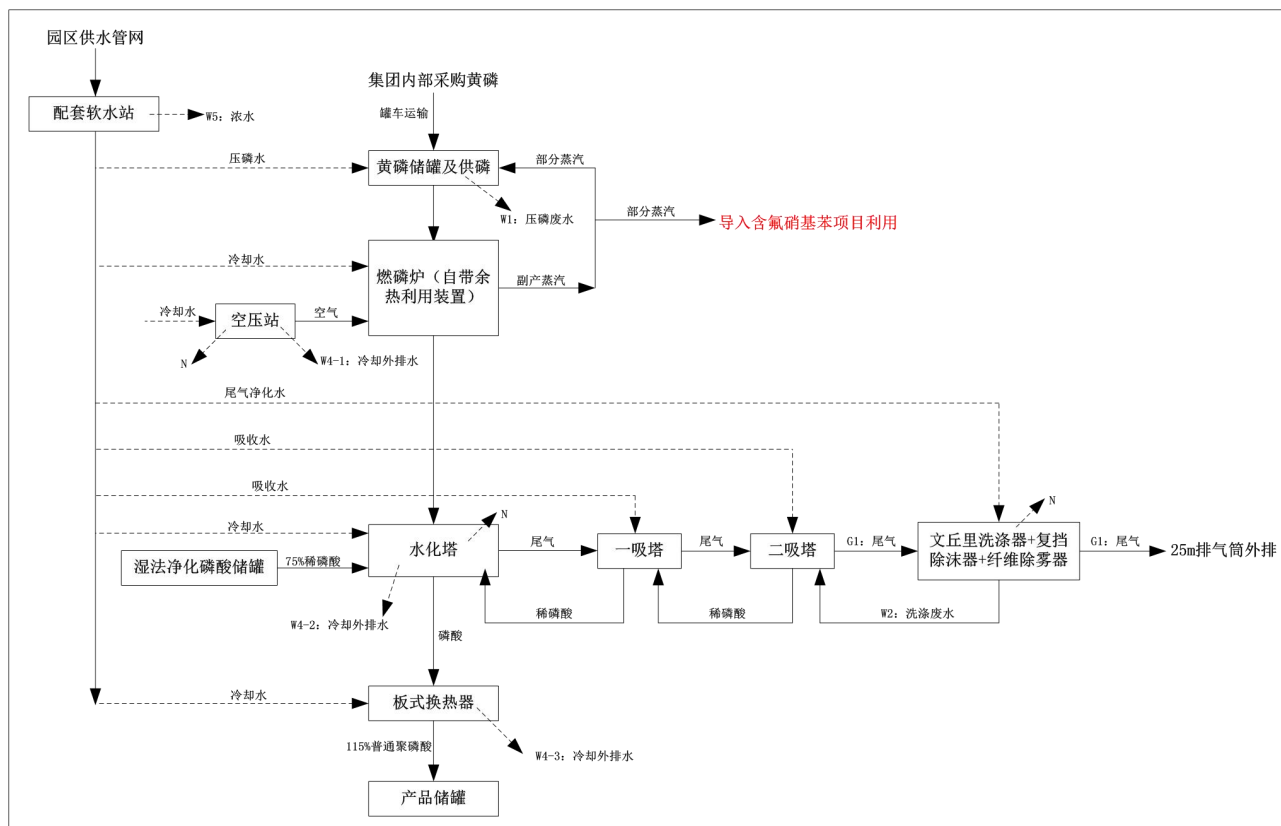 园区供水管网
集团内部采购黄磷
配套软水站
W5：浓水
罐车运输
压磷水
黄磷储罐及供磷
部分蒸汽
W1：压磷废水
部分蒸汽
导入含氟硝基苯项目利用
冷却水
燃磷炉（自带余
热利用装置）
副产蒸汽
冷却水
空压站
空气
N
W4-1：冷却外排水
尾气净化水
吸收水
吸收水
冷却水
水化塔
N
尾气
一吸塔
尾气
二吸塔
G1：尾气
文丘里洗涤器+复挡
除沫器+纤维除雾器
N
G1：尾气
25m排气筒外排
湿法净化磷酸储罐
75%稀磷酸
稀磷酸
稀磷酸
W2：洗涤废水
W4-2：冷却外排水
磷酸
冷却水
板式换热器
115%普通聚磷酸
W4-3：冷却外排水
产品储罐